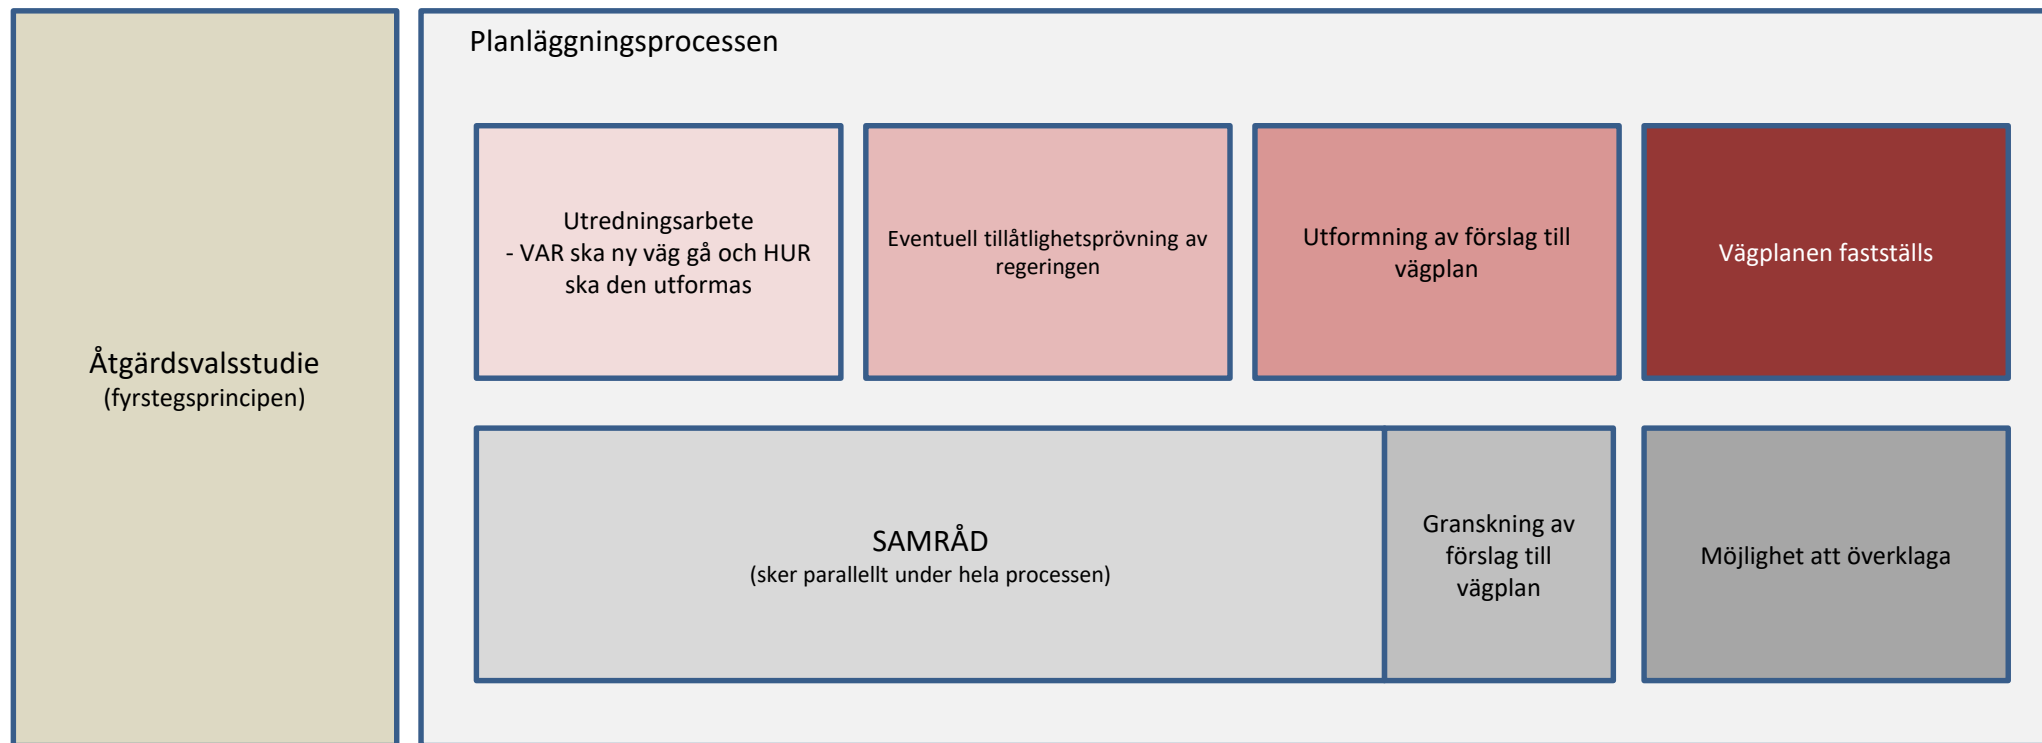 Planläggningsprocessen
Åtgärdsvalsstudie
(fyrstegsprincipen)
Utredningsarbete
- VAR ska ny väg gå och HUR
ska den utformas
Eventuell tillåtlighetsprövning av
regeringen
Utformning av förslag till
vägplan
Vägplanen fastställs
SAMRÅD
(sker parallellt under hela processen)
Granskning av
förslag till
vägplan
Möjlighet att överklaga